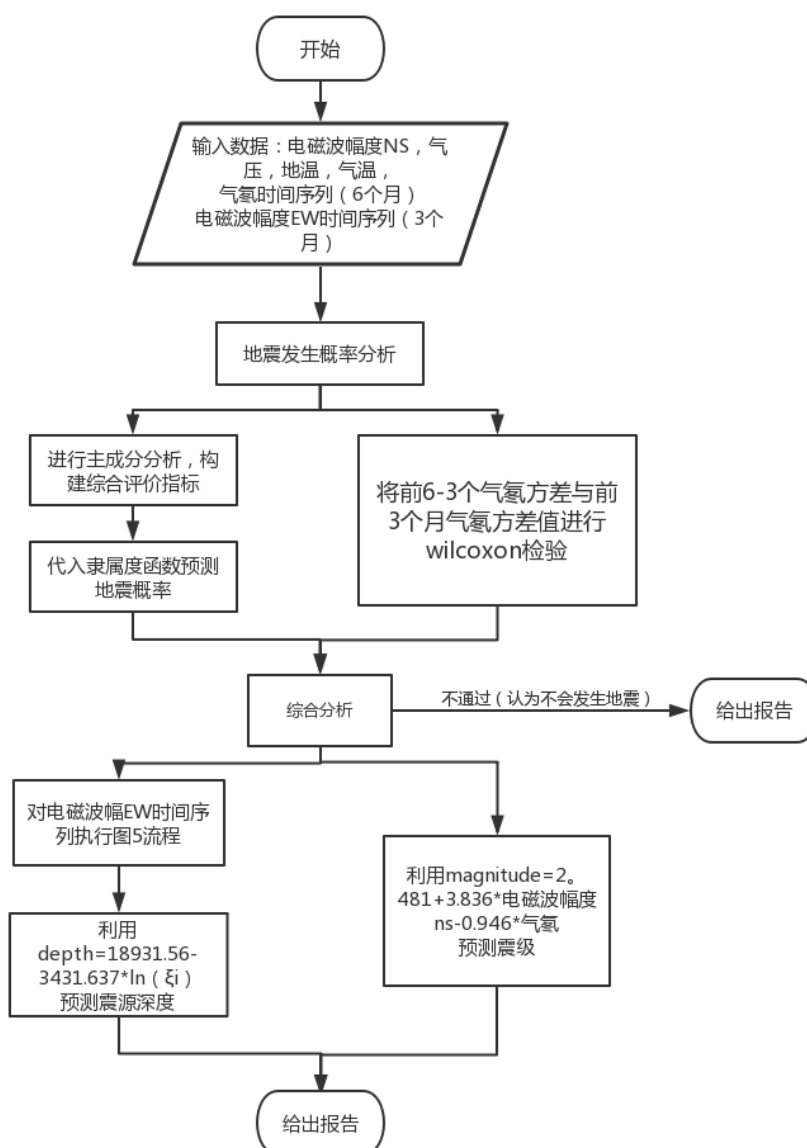 开始
输入数据：电磁波幅度NS，气
压，地温，气温，
气氡时间序列（6个月）
电磁波幅度EW时间序列（3个
月）
地震发生概率分析
进行主成分分析，构
建综合评价指标
将前6-3个气氡方差与前
3个月气氡方差值进行
wilcoxon检验
代入隶属度函数预测
地震概率
综合分析
不通过（认为不会发生地震）
给出报告
对电磁波幅EW时间序
列执行图5流程
利用magnitude=2。
481+3.836*电磁波幅度
ns-0.946*气氡
预测震级
利用
depth=18931.56-
3431.637*ln（ξi）
预测震源深度
给出报告